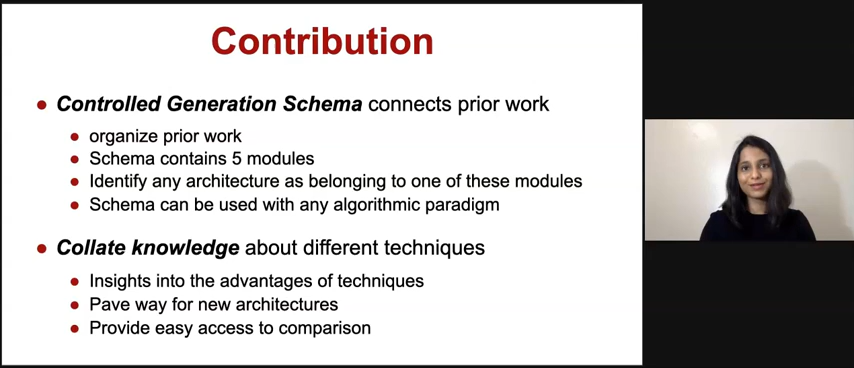 Contribution
Controlled Generation Schema connects prior work
organize prior work
Schema contains 5 modules
Identify any architecture as belonging to one of these modules
Schema can be used with any algorithmic paradigm
Collate knowledge about different techniques
Insights into the advantages of techniques
Pave way for new architectures
Provide easy access to comparison